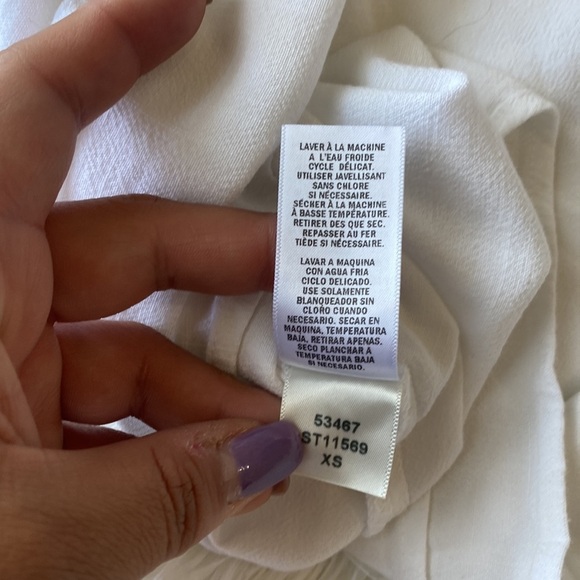 LAVER À LA MACHINE
A L'EAU FROIDE
CYCLE DÉLICAT.
UTILISER JAVELLISANT
SANS CHLORE
SI NÉCESSAIRE.
SÉCHER À LA MACHINE
À BASSE TEMPÉRATURE.
RETIRER DES QUE SEC.
REPASSER AU FER
TIÈDE SI NÉCESSAIRE.
LAVAR A MAQUINA
CON AGUA FRIA
CICLO DELICADO.
USE SOLAMENTE
BLANQUEADOR SIN
CLORO CUANDO
NECESARIO. SECAR EN
MAQUINA, TEMPERATURA
BAJA, RETIRAR APENAS.
SECO PLANCHAR A
TEMPERATURA BAJA
SI NECESARIO.
53467
ST11569
XS